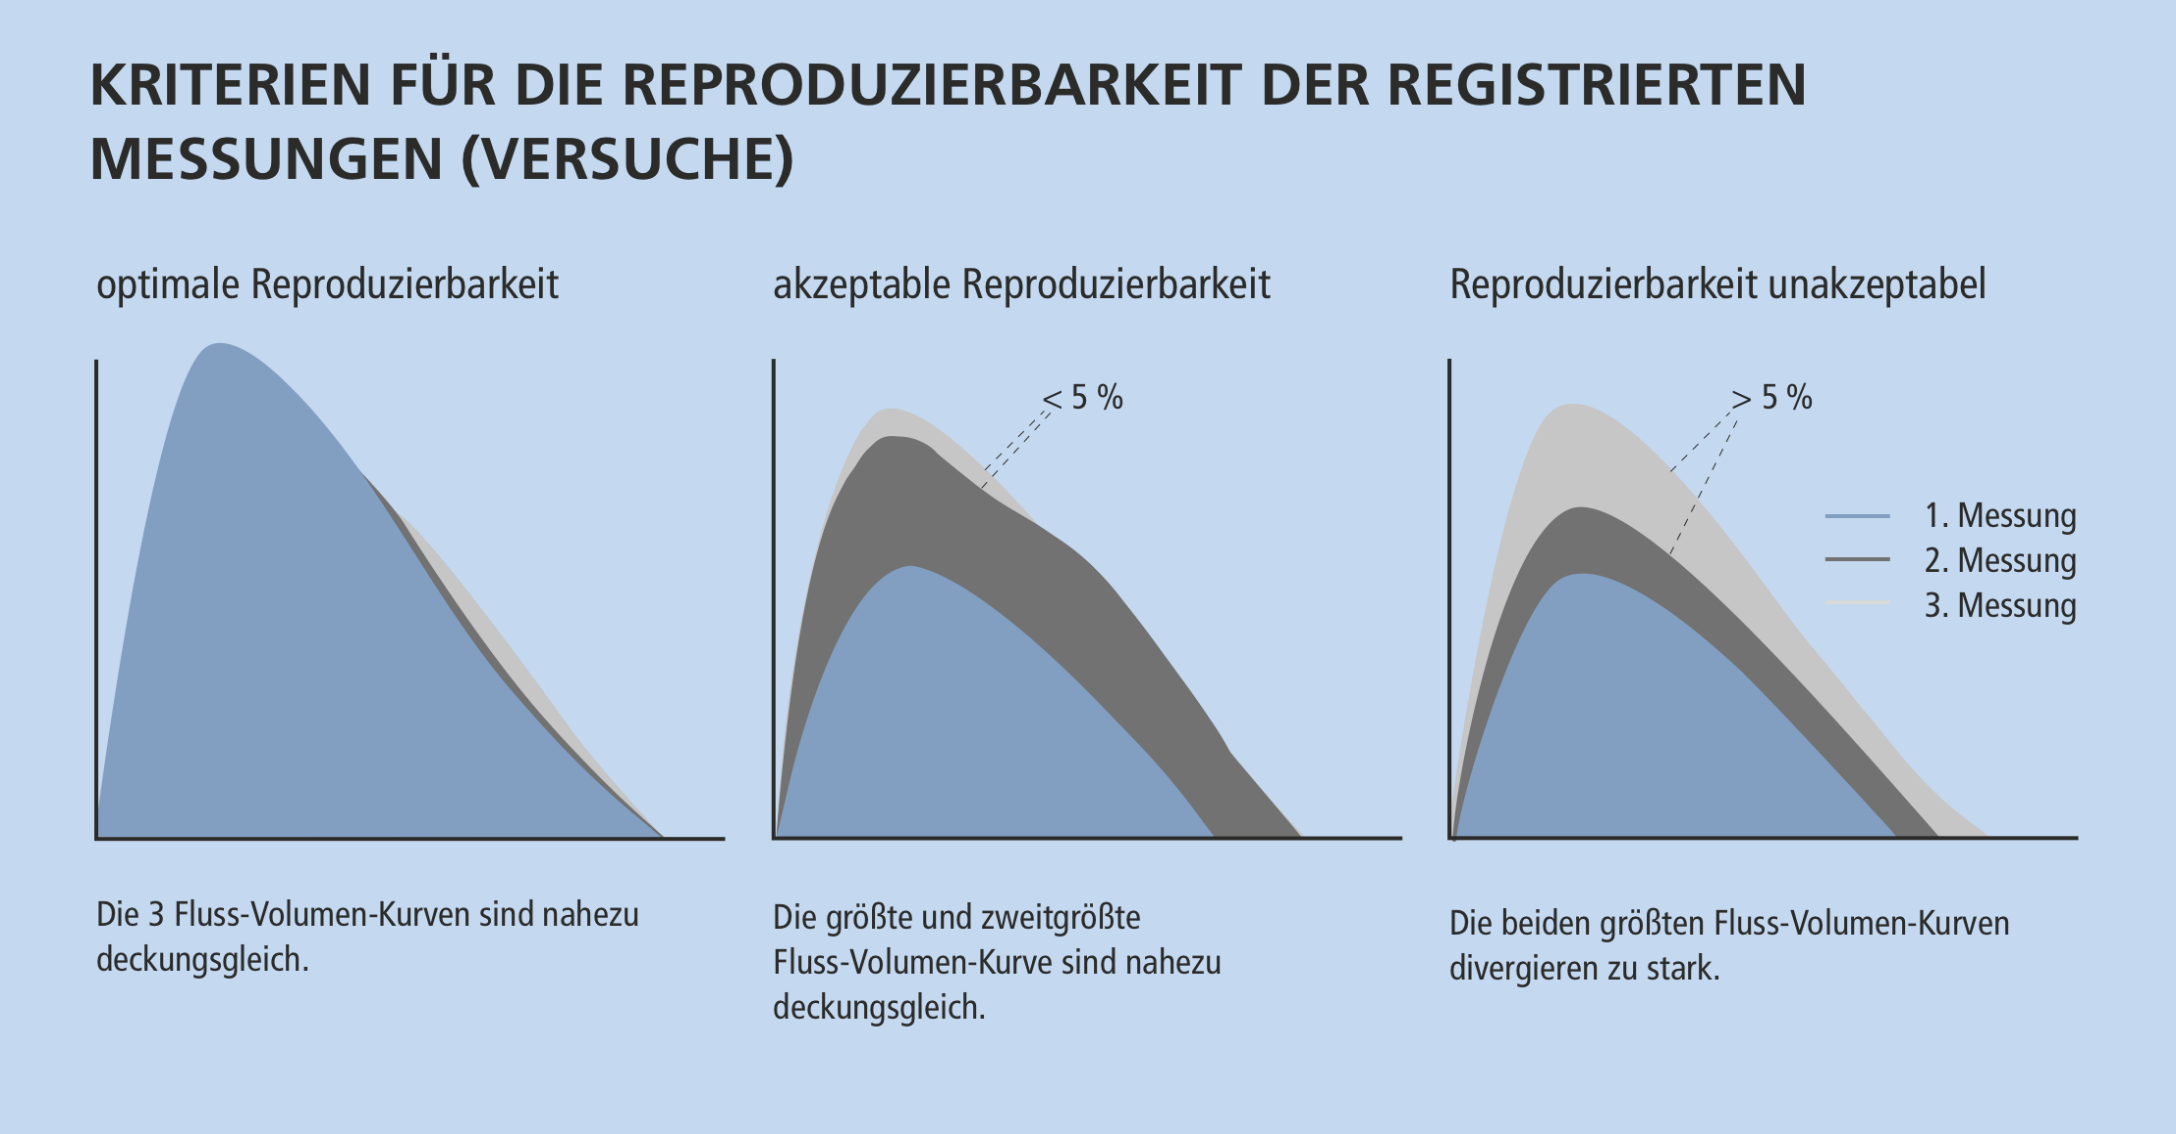 KRITERIEN FÜR DIE REPRODUZIERBARKEIT DER REGISTRIERTEN
MESSUNGEN (VERSUCHE)
optimale Reproduzierbarkeit
Die 3 Fluss-Volumen-Kurven sind nahezu
deckungsgleich.
akzeptable Reproduzierbarkeit
< 5 %
Die größte und zweitgrößte
Fluss-Volumen-Kurve sind nahezu
deckungsgleich.
Reproduzierbarkeit unakzeptabel
> 5 %
1. Messung
2. Messung
3. Messung
Die beiden größten Fluss-Volumen-Kurven
divergieren zu stark.